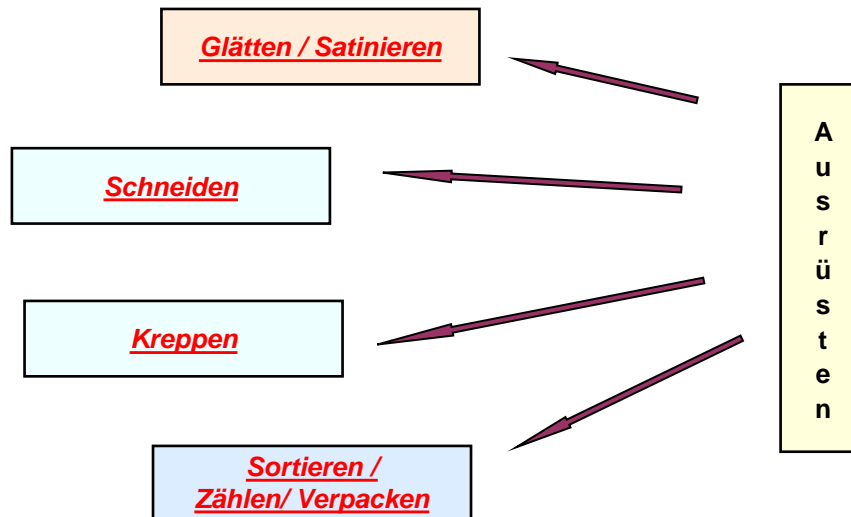 Glätten / Satinieren
Schneiden
Kreppen
Sortieren /
Zählen/ Verpacken
A
u
s
r
ü
s
t
e
n